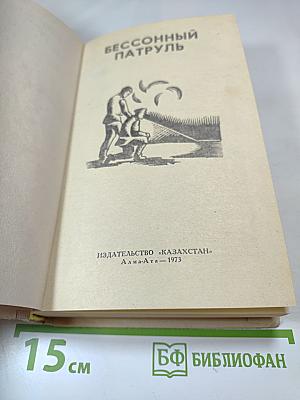 БЕССОННЫЙ
ПАТРУЛЬ
ИЗДАТЕЛЬСТВО «КАЗАХСТАН»
Алма-Ата — 1973
15 см
БФ БИБЛИОФАН